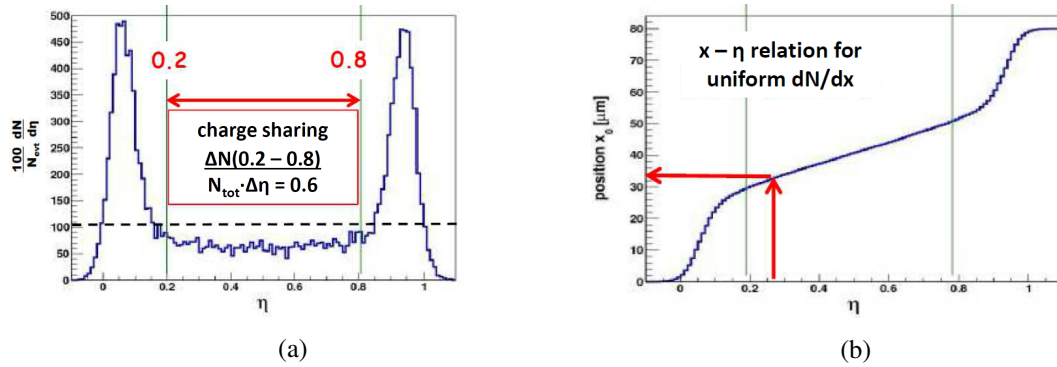 500
450
400
350
300
250
200
150
100
50
0
100 dN
N_evt dη
0.2
0.8
charge sharing
ΔN(0.2 – 0.8)
N_tot·Δη = 0.6
0 0.2 0.4 0.6 0.8 1
η
(a)
80
70
60
50
40
30
20
10
0
position x_0 [μm]
x – η relation for
uniform dN/dx
0 0.2 0.4 0.6 0.8 1
η
(b)